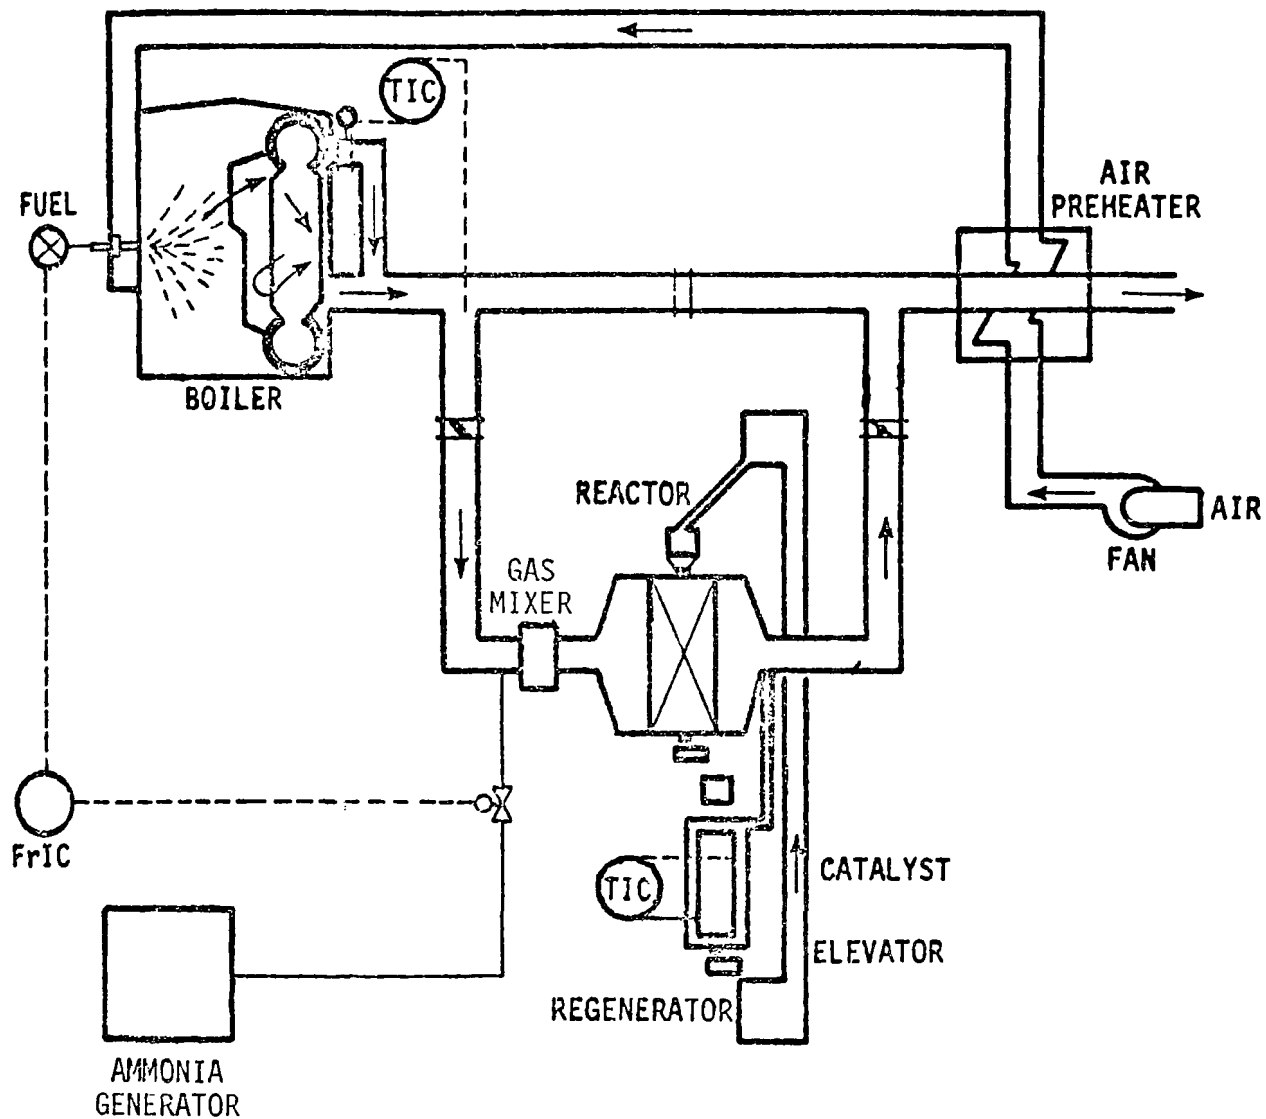 TIC
AIR
PREHEATER
FUEL
BOILER
REACTOR
AIR
FAN
GAS
MIXER
FrIC
TIC
CATALYST
ELEVATOR
REGENERATOR
AMMONIA
GENERATOR